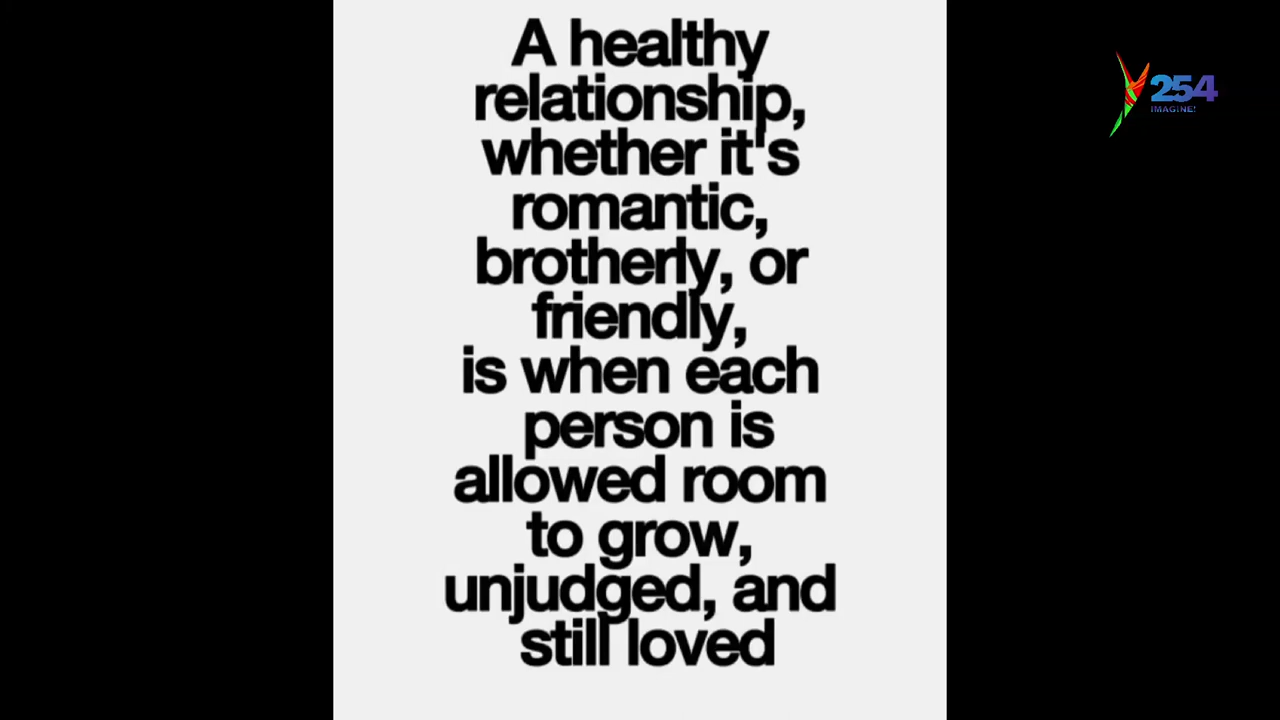 A healthy
relationship,
whether it's
romantic,
brotherly, or
friendly,
is when each
person is
allowed room
to grow,
unjudged, and
still loved
Y254
IMAGINE!